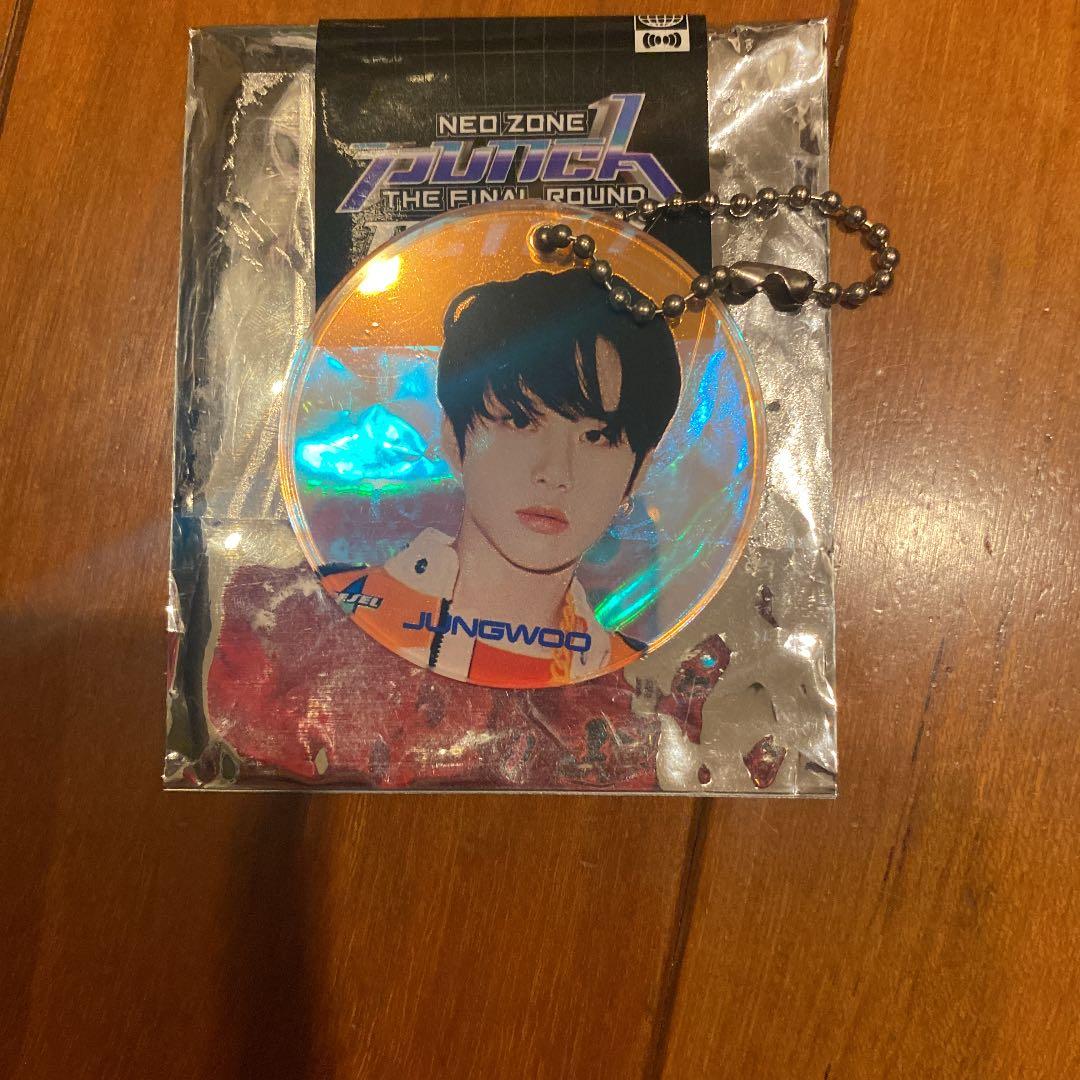 NEO ZONE
PUNCH
THE FINAL ROUND
JUNGWOO